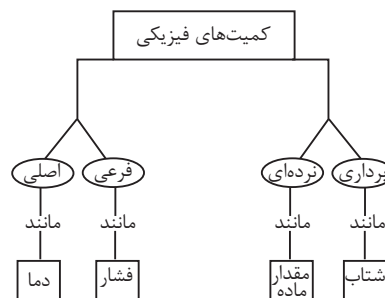 کمیت‌های فیزیکی
برداری نرده‌ای فرعی اصلی
مانند مانند مانند مانند
شتاب مقدار ماده فشار دما